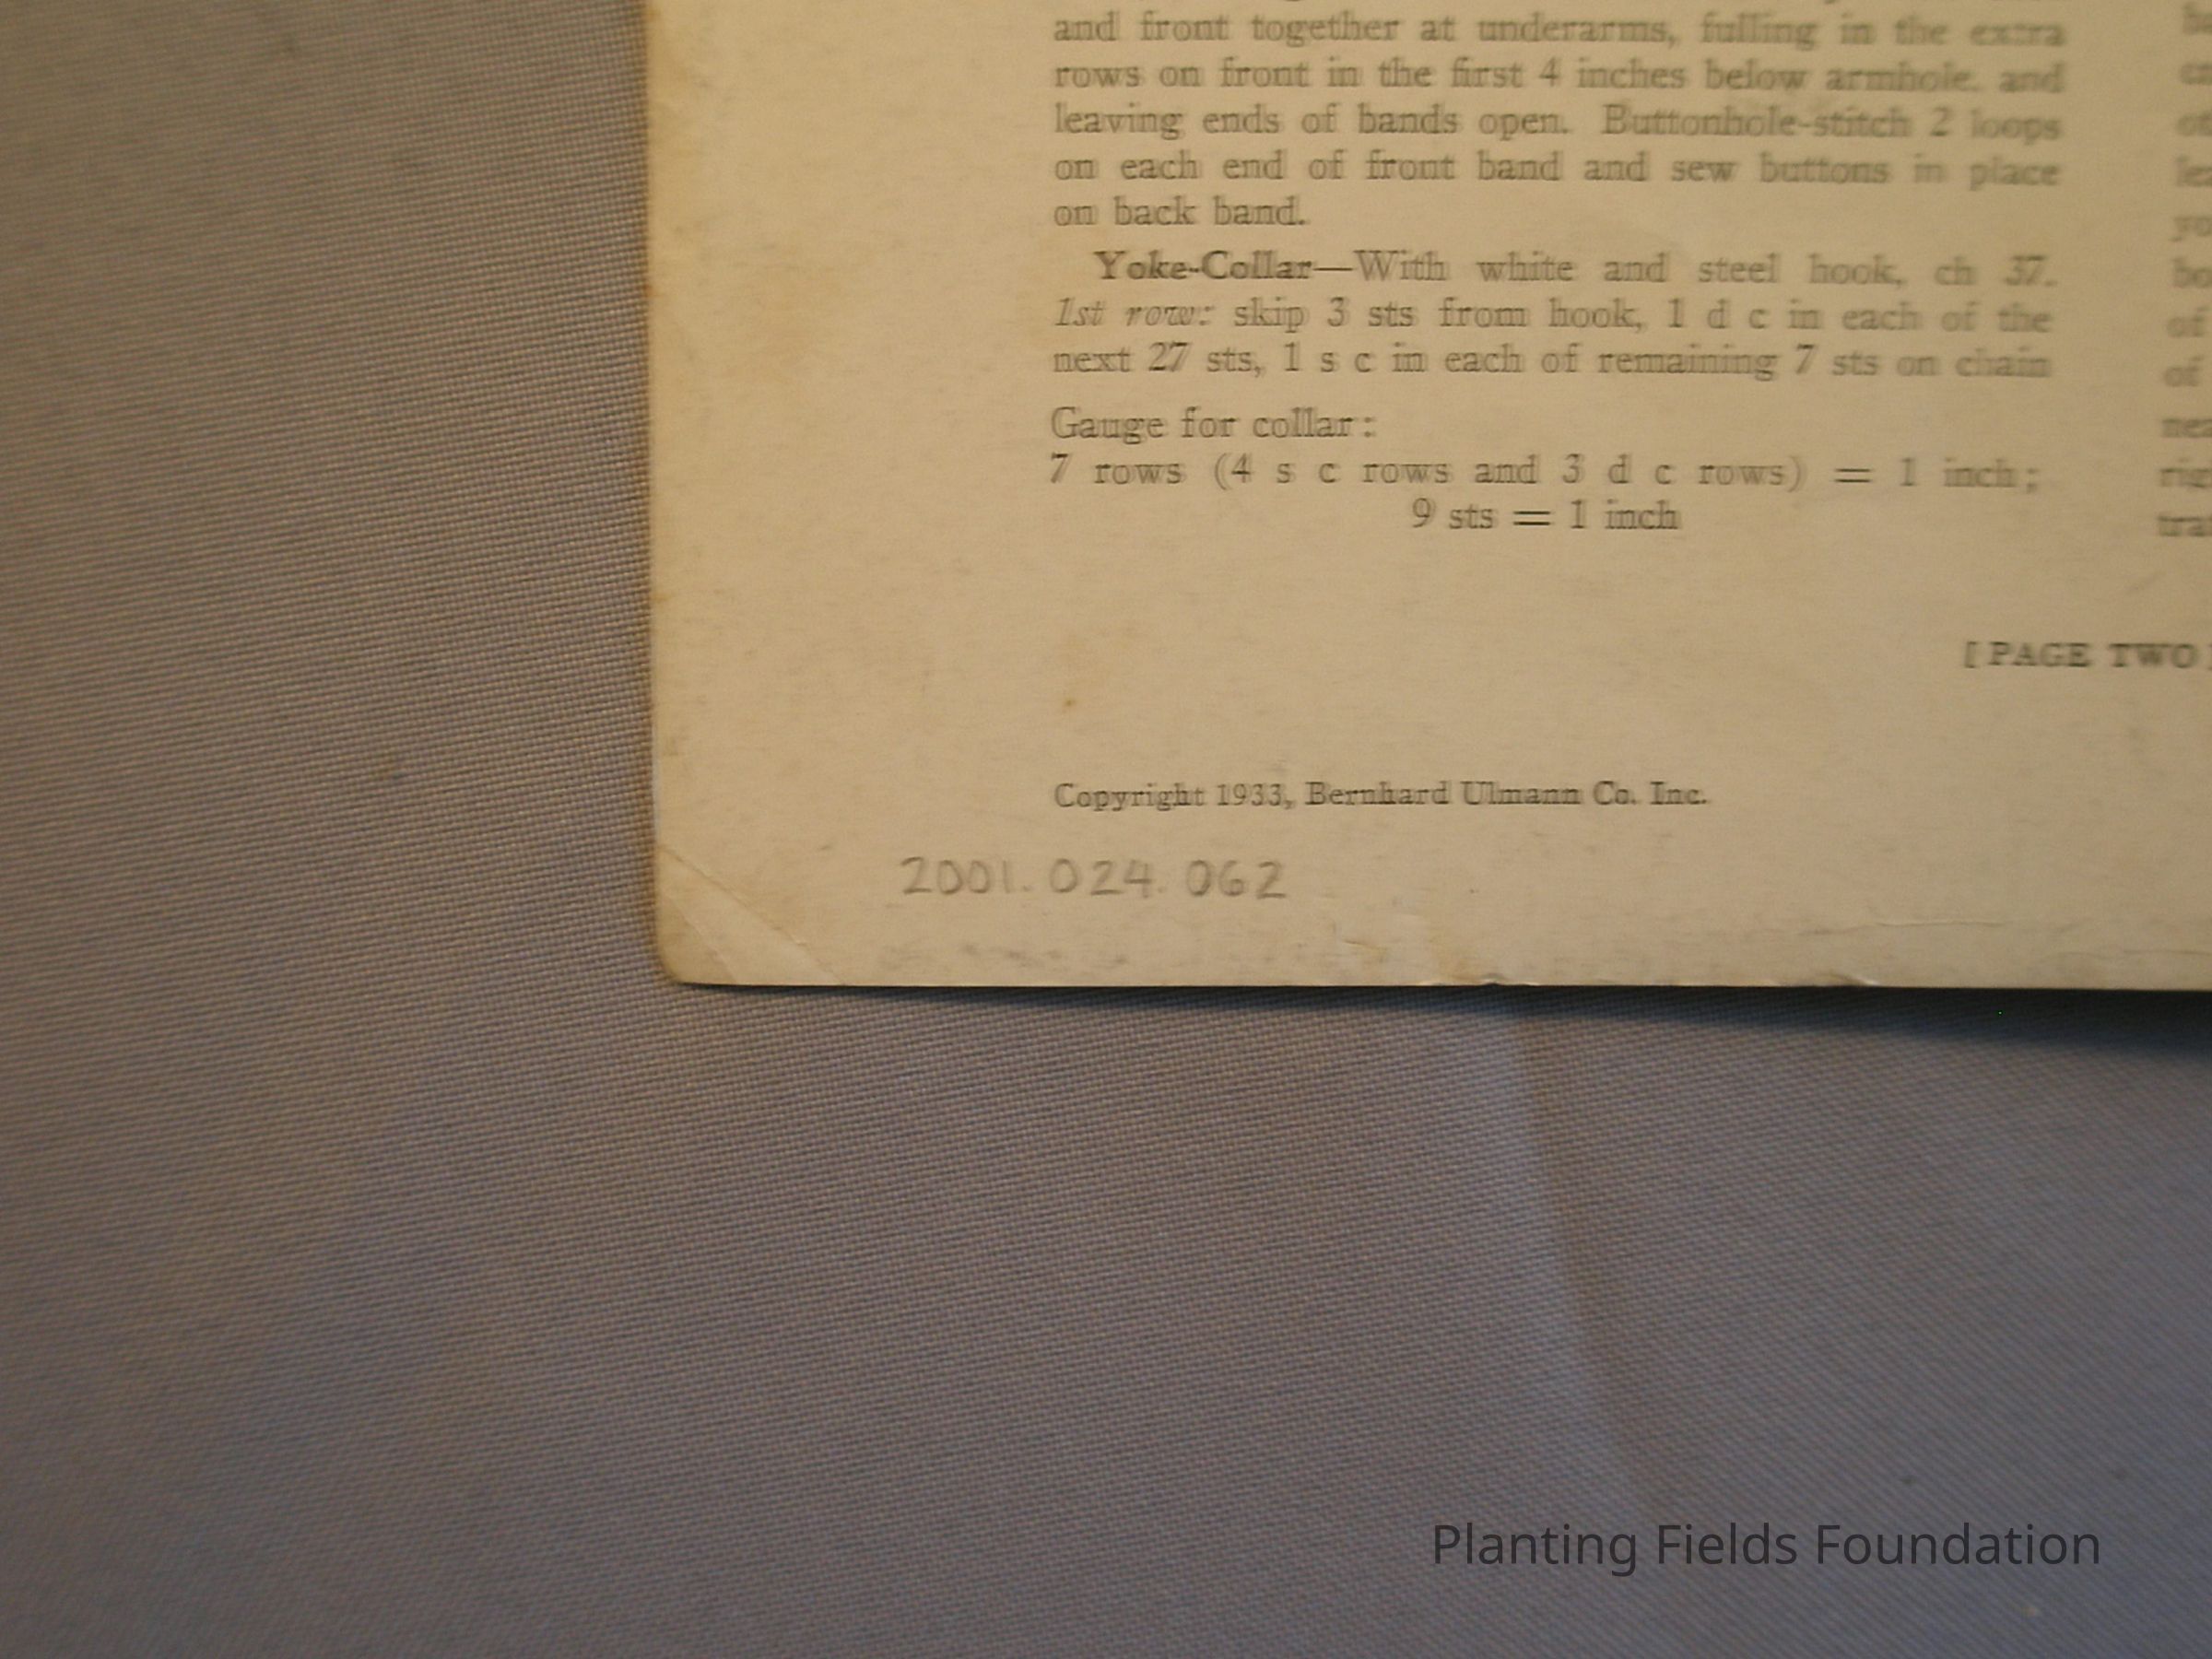 and front together at underarms, fulling in the extra
rows on front in the first 4 inches below armhole. and
leaving ends of bands open. Buttonhole-stitch 2 loops
on each end of front band and sew buttons in place
on back band.
Yoke-Collar—With white and steel hook, ch 37.
1st row: skip 3 sts from hook, 1 d c in each of the
next 27 sts, 1 s c in each of remaining 7 sts on chain
Gauge for collar:
7 rows (4 s c rows and 3 d c rows) = 1 inch;
9 sts = 1 inch
of
of
[ PAGE TWO ]
Copyright 1933, Bernhard Ulmann Co. Inc.
2001.024.062
Planting Fields Foundation